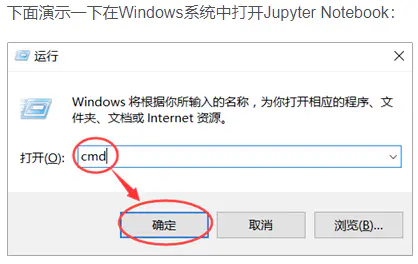 下面演示一下在Windows系统中打开Jupyter Notebook：
运行
Windows 将根据你所输入的名称，为你打开相应的程序、文
件夹、文档或 Internet 资源。
打开(O): cmd
确定 取消 浏览(B)...